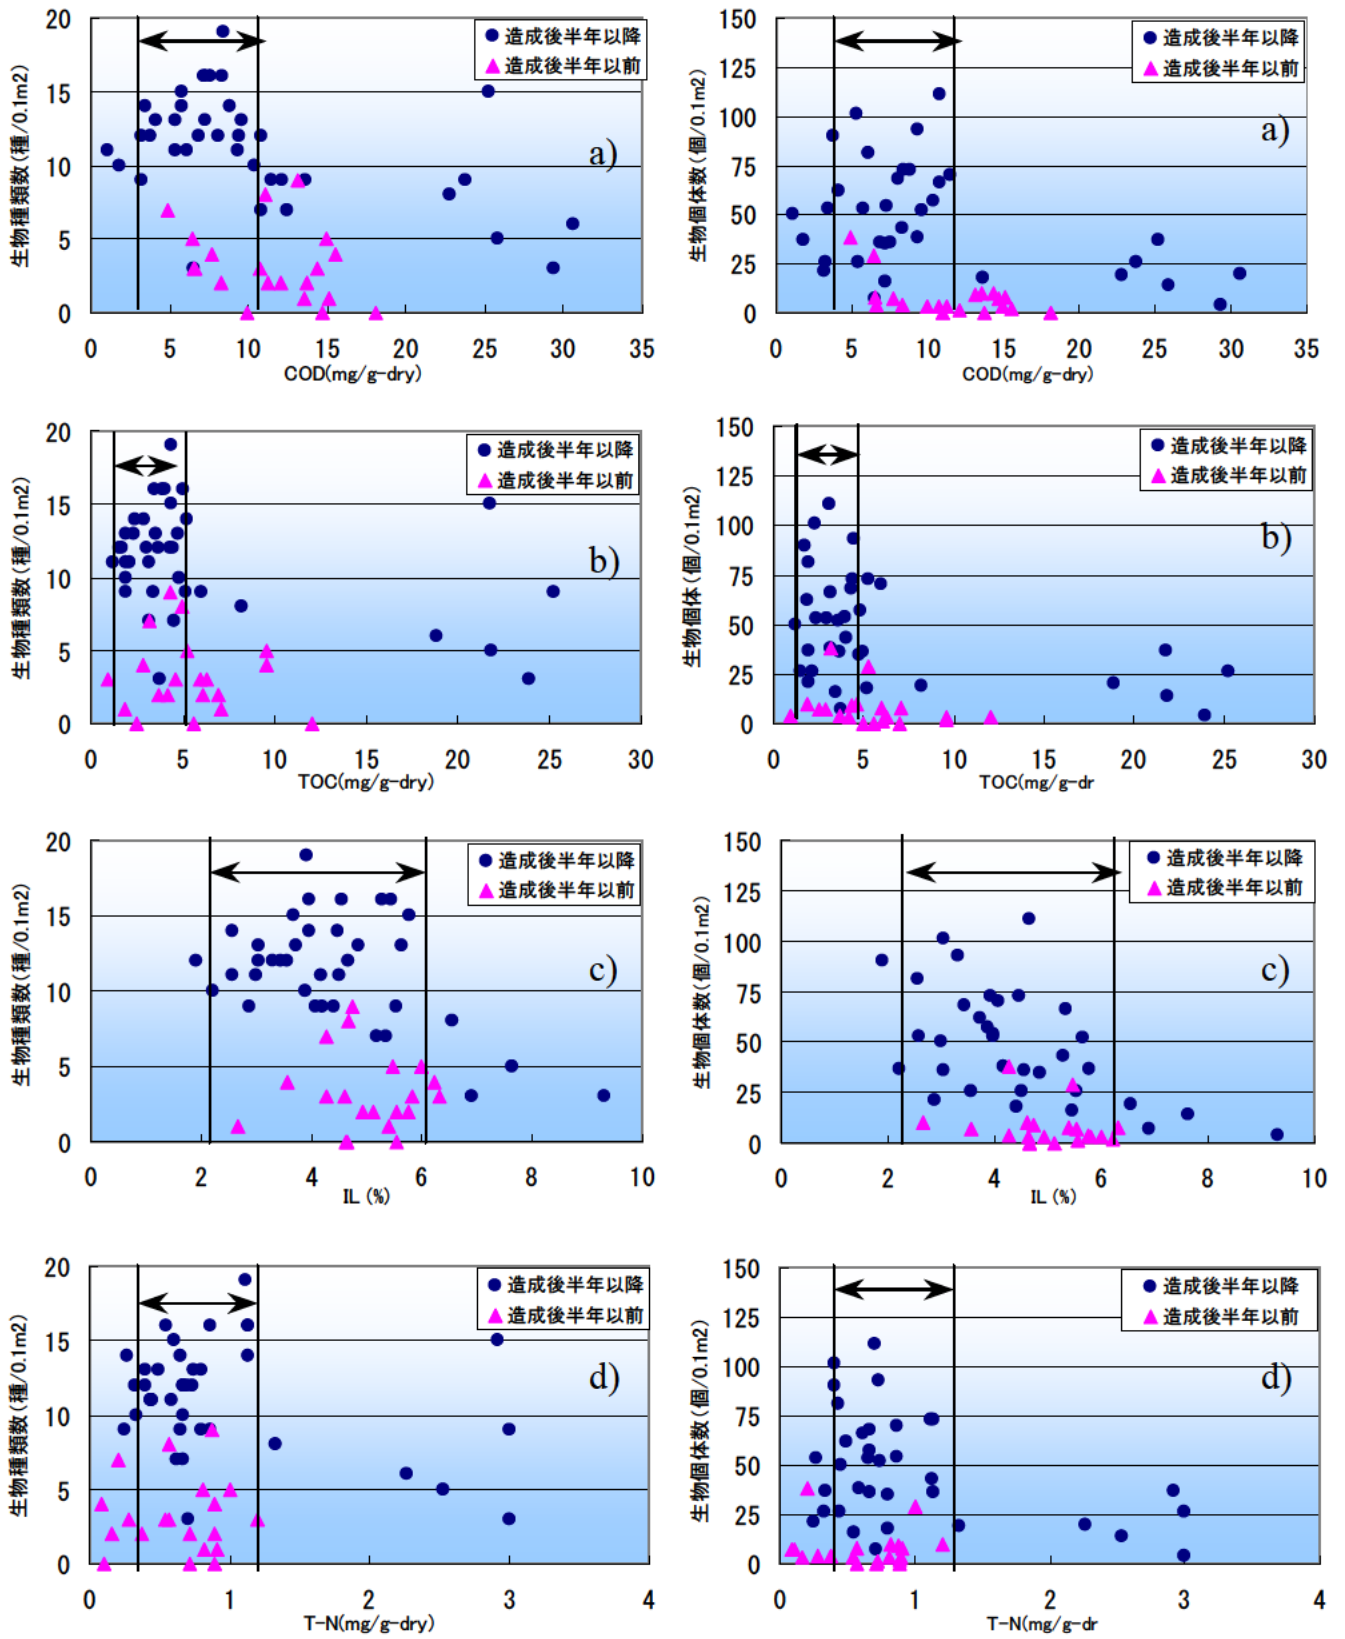 20
15
10
5
0
0 5 10 15 20 25 30 35
生物種類数(種/0.1m2)
COD(mg/g-dry)
造成後半年以降
造成後半年以前
a)
150
125
100
75
50
25
0
0 5 10 15 20 25 30 35
生物個体数(個/0.1m2)
COD(mg/g-dry)
造成後半年以降
造成後半年以前
a)
20
15
10
5
0
0 5 10 15 20 25 30
生物種類数(種/0.1m2)
TOC(mg/g-dry)
造成後半年以降
造成後半年以前
b)
150
125
100
75
50
25
0
0 5 10 15 20 25 30
生物個体(個/0.1m2)
TOC(mg/g-dr
造成後半年以降
造成後半年以前
b)
20
15
10
5
0
0 2 4 6 8 10
生物種類数(種/0.1m2)
IL(%)
造成後半年以降
造成後半年以前
c)
150
125
100
75
50
25
0
0 2 4 6 8 10
生物個体数(個/0.1m2)
IL(%)
造成後半年以降
造成後半年以前
c)
20
15
10
5
0
0 1 2 3 4
生物種類数(種/0.1m2)
T-N(mg/g-dry)
造成後半年以降
造成後半年以前
d)
150
125
100
75
50
25
0
0 1 2 3 4
生物個体数(個/0.1m2)
T-N(mg/g-dr
造成後半年以降
造成後半年以前
d)